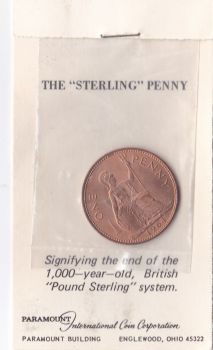 THE "STERLING" PENNY
ONE PENNY
Signifying the end of the
1,000-year-old, British
"Pound Sterling" system.
PARAMOUNT
International Coin Corporation
PARAMOUNT BUILDING ENGLEWOOD, OHIO 45322